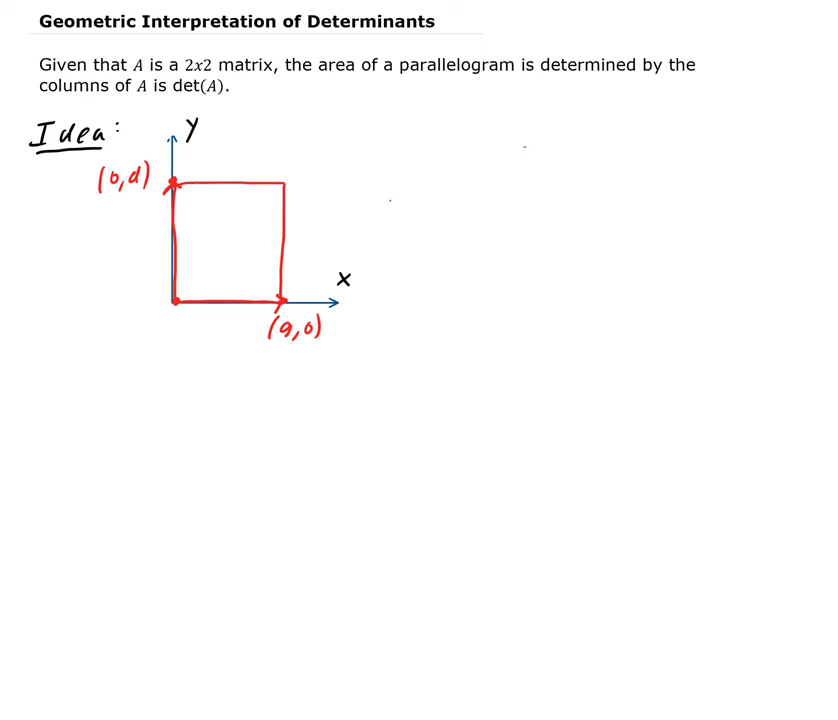 Geometric Interpretation of Determinants
Given that A is a 2x2 matrix, the area of a parallelogram is determined by the
columns of A is det(A).
Idea:
y
(0,d)
x
(a,0)